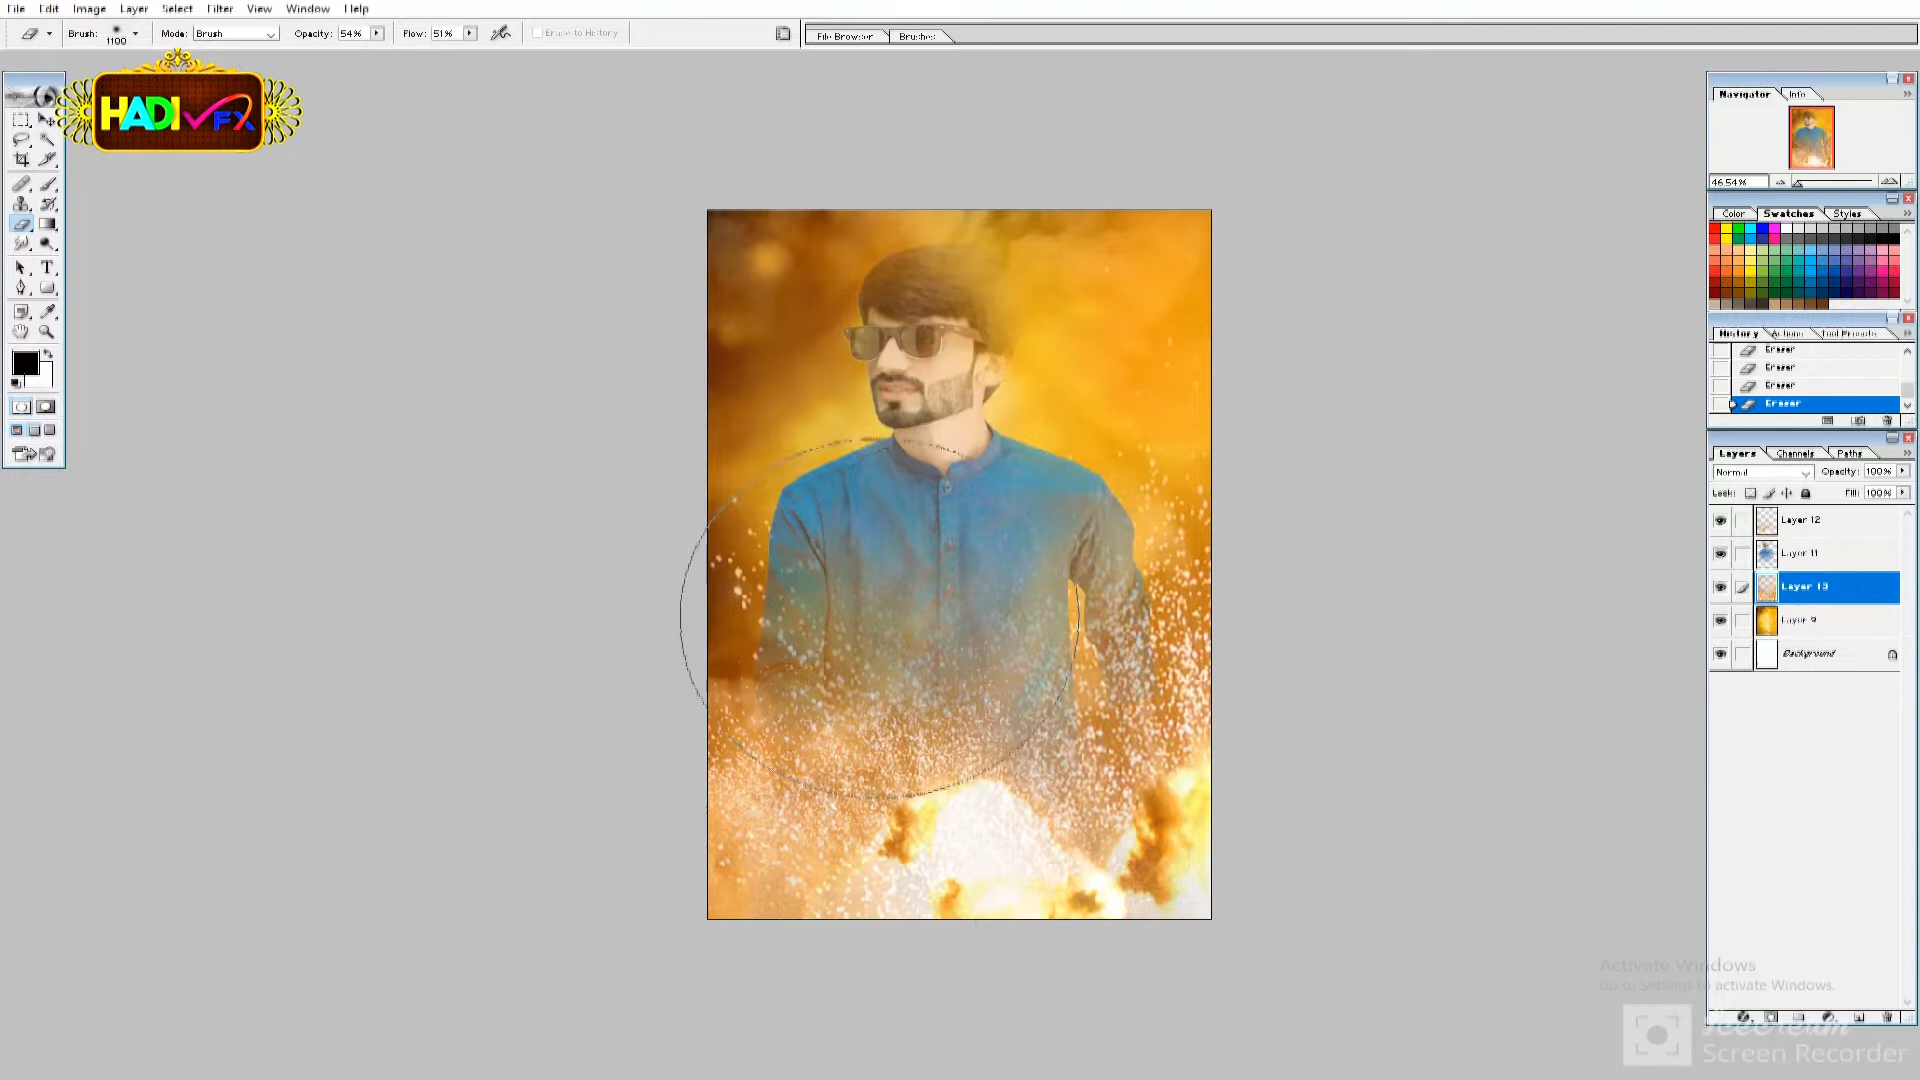 File Edit Image Layer Select Filter View Window Help
Brush: 1100 Mode: Brush Opacity: 54% Flow: 51% Erase to History File Browser Brushes
HADI FX
Navigator Info
46.54%
Color Swatches Styles
History Actions Tool Presets
Eraser
Eraser
Eraser
Eraser
Layers Channels Paths
Normal Opacity: 100%
Lock: Fill: 100%
Layer 12
Layer 11
Layer 13
Layer 9
Background
Activate Windows
Go to Settings to activate Windows.
IceCream
Screen Recorder